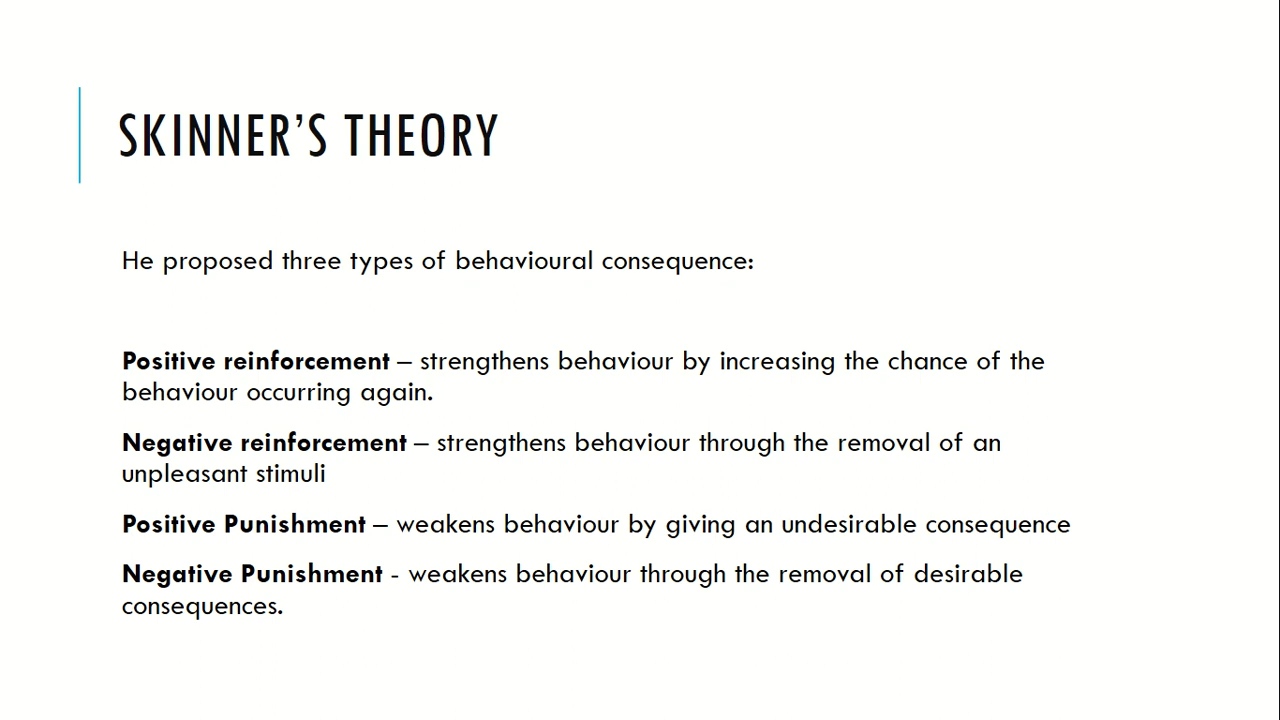 SKINNER’S THEORY
He proposed three types of behavioural consequence:
Positive reinforcement – strengthens behaviour by increasing the chance of the
behaviour occurring again.
Negative reinforcement – strengthens behaviour through the removal of an
unpleasant stimuli
Positive Punishment – weakens behaviour by giving an undesirable consequence
Negative Punishment - weakens behaviour through the removal of desirable
consequences.